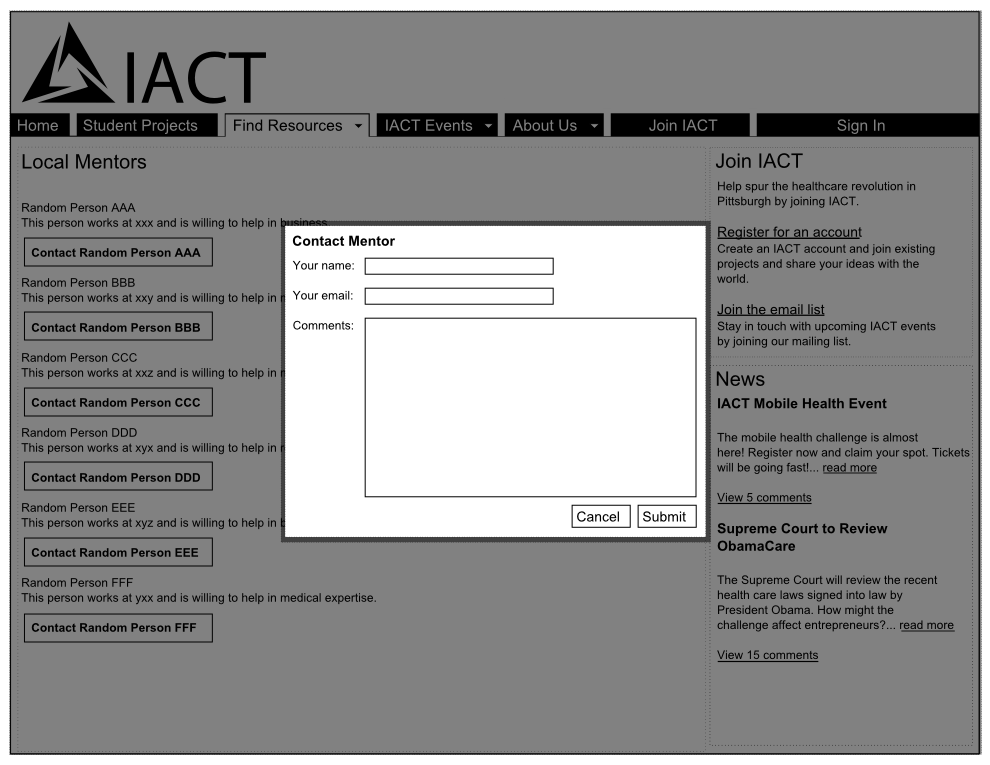 IACT
Home Student Projects Find Resources IACT Events About Us Join IACT Sign In
Local Mentors
Random Person AAA
This person works at xxx and is willing to help in business
Contact Random Person AAA
Random Person BBB
This person works at xxy and is willing to help in
Contact Random Person BBB
Random Person CCC
This person works at xxz and is willing to help in
Contact Random Person CCC
Random Person DDD
This person works at xyx and is willing to help in
Contact Random Person DDD
Random Person EEE
This person works at xyz and is willing to help in
Contact Random Person EEE
Random Person FFF
This person works at yxx and is willing to help in medical expertise.
Contact Random Person FFF
Contact Mentor
Your name:
Your email:
Comments:
Cancel Submit
Join IACT
Help spur the healthcare revolution in
Pittsburgh by joining IACT.
Register for an account
Create an IACT account and join existing
projects and share your ideas with the
world.
Join the email list
Stay in touch with upcoming IACT events
by joining our mailing list.
News
IACT Mobile Health Event
The mobile health challenge is almost
here! Register now and claim your spot. Tickets
will be going fast!... read more
View 5 comments
Supreme Court to Review
ObamaCare
The Supreme Court will review the recent
health care laws signed into law by
President Obama. How might the
challenge affect entrepreneurs?... read more
View 15 comments